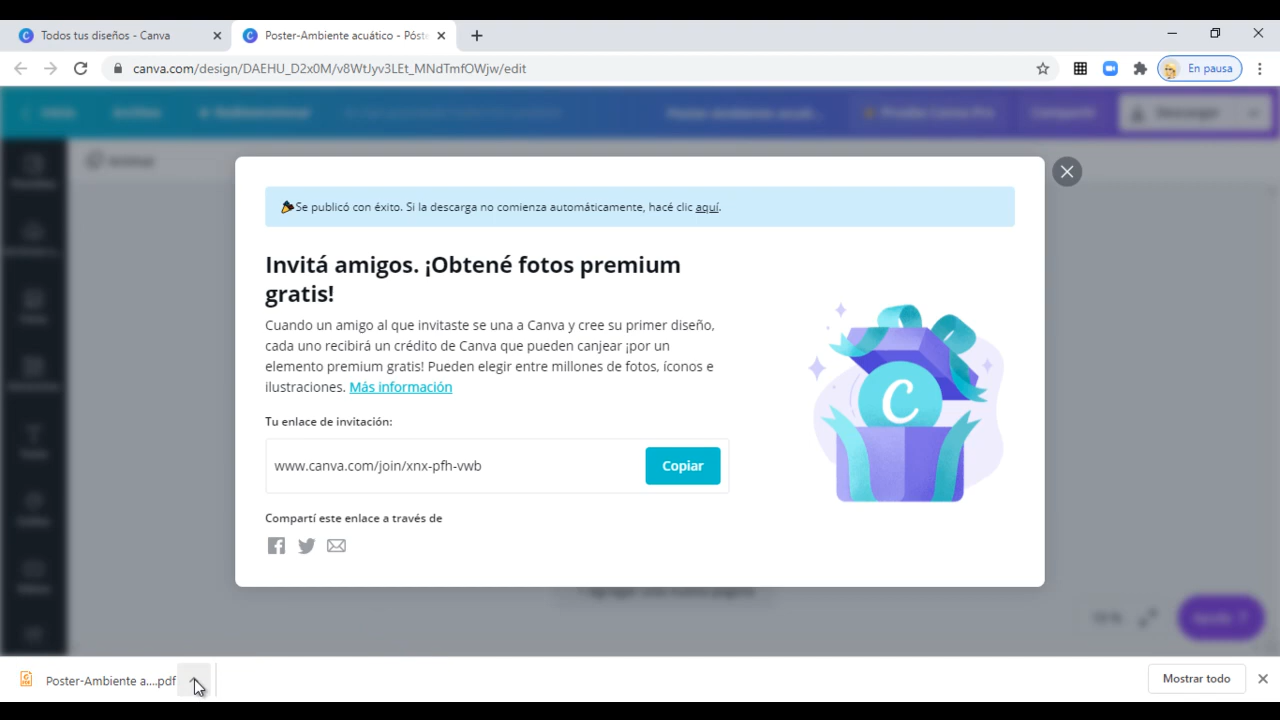 Todos tus diseños - Canva
Poster-Ambiente acuático - Póst
canva.com/design/DAEHU_D2x0M/v8WtJyv3LEt_MNdTmfOWjw/edit
En pausa
Se publicó con éxito. Si la descarga no comienza automáticamente, hacé clic aquí.
Invitá amigos. ¡Obtené fotos premium
gratis!
Cuando un amigo al que invitaste se una a Canva y cree su primer diseño,
cada uno recibirá un crédito de Canva que pueden canjear ¡por un
elemento premium gratis! Pueden elegir entre millones de fotos, íconos e
ilustraciones. Más información
Tu enlace de invitación:
www.canva.com/join/xnx-pfh-vwb
Copiar
Compartí este enlace a través de
Poster-Ambiente a....pdf
Mostrar todo